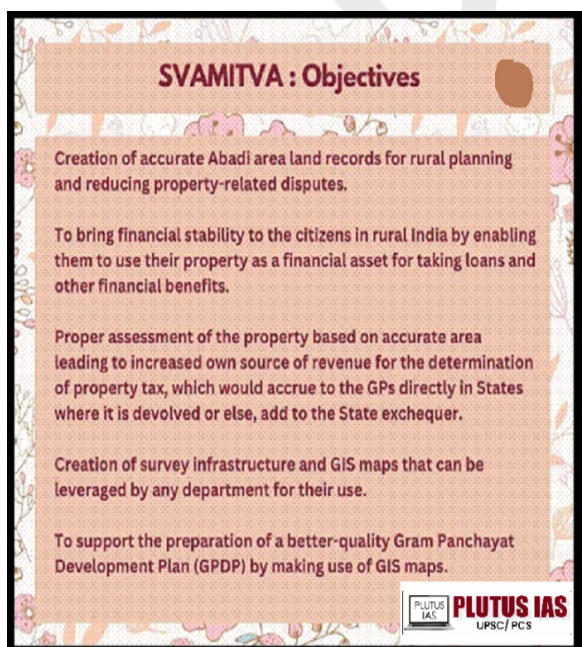 SVAMITVA : Objectives
Creation of accurate Abadi area land records for rural planning
and reducing property-related disputes.
To bring financial stability to the citizens in rural India by enabling
them to use their property as a financial asset for taking loans and
other financial benefits.
Proper assessment of the property based on accurate area
leading to increased own source of revenue for the determination
of property tax, which would accrue to the GPs directly in States
where it is devolved or else, add to the State exchequer.
Creation of survey infrastructure and GIS maps that can be
leveraged by any department for their use.
To support the preparation of a better-quality Gram Panchayat
Development Plan (GPDP) by making use of GIS maps.
PLUTUS
IAS
PLUTUS IAS
UPSC/ PCS